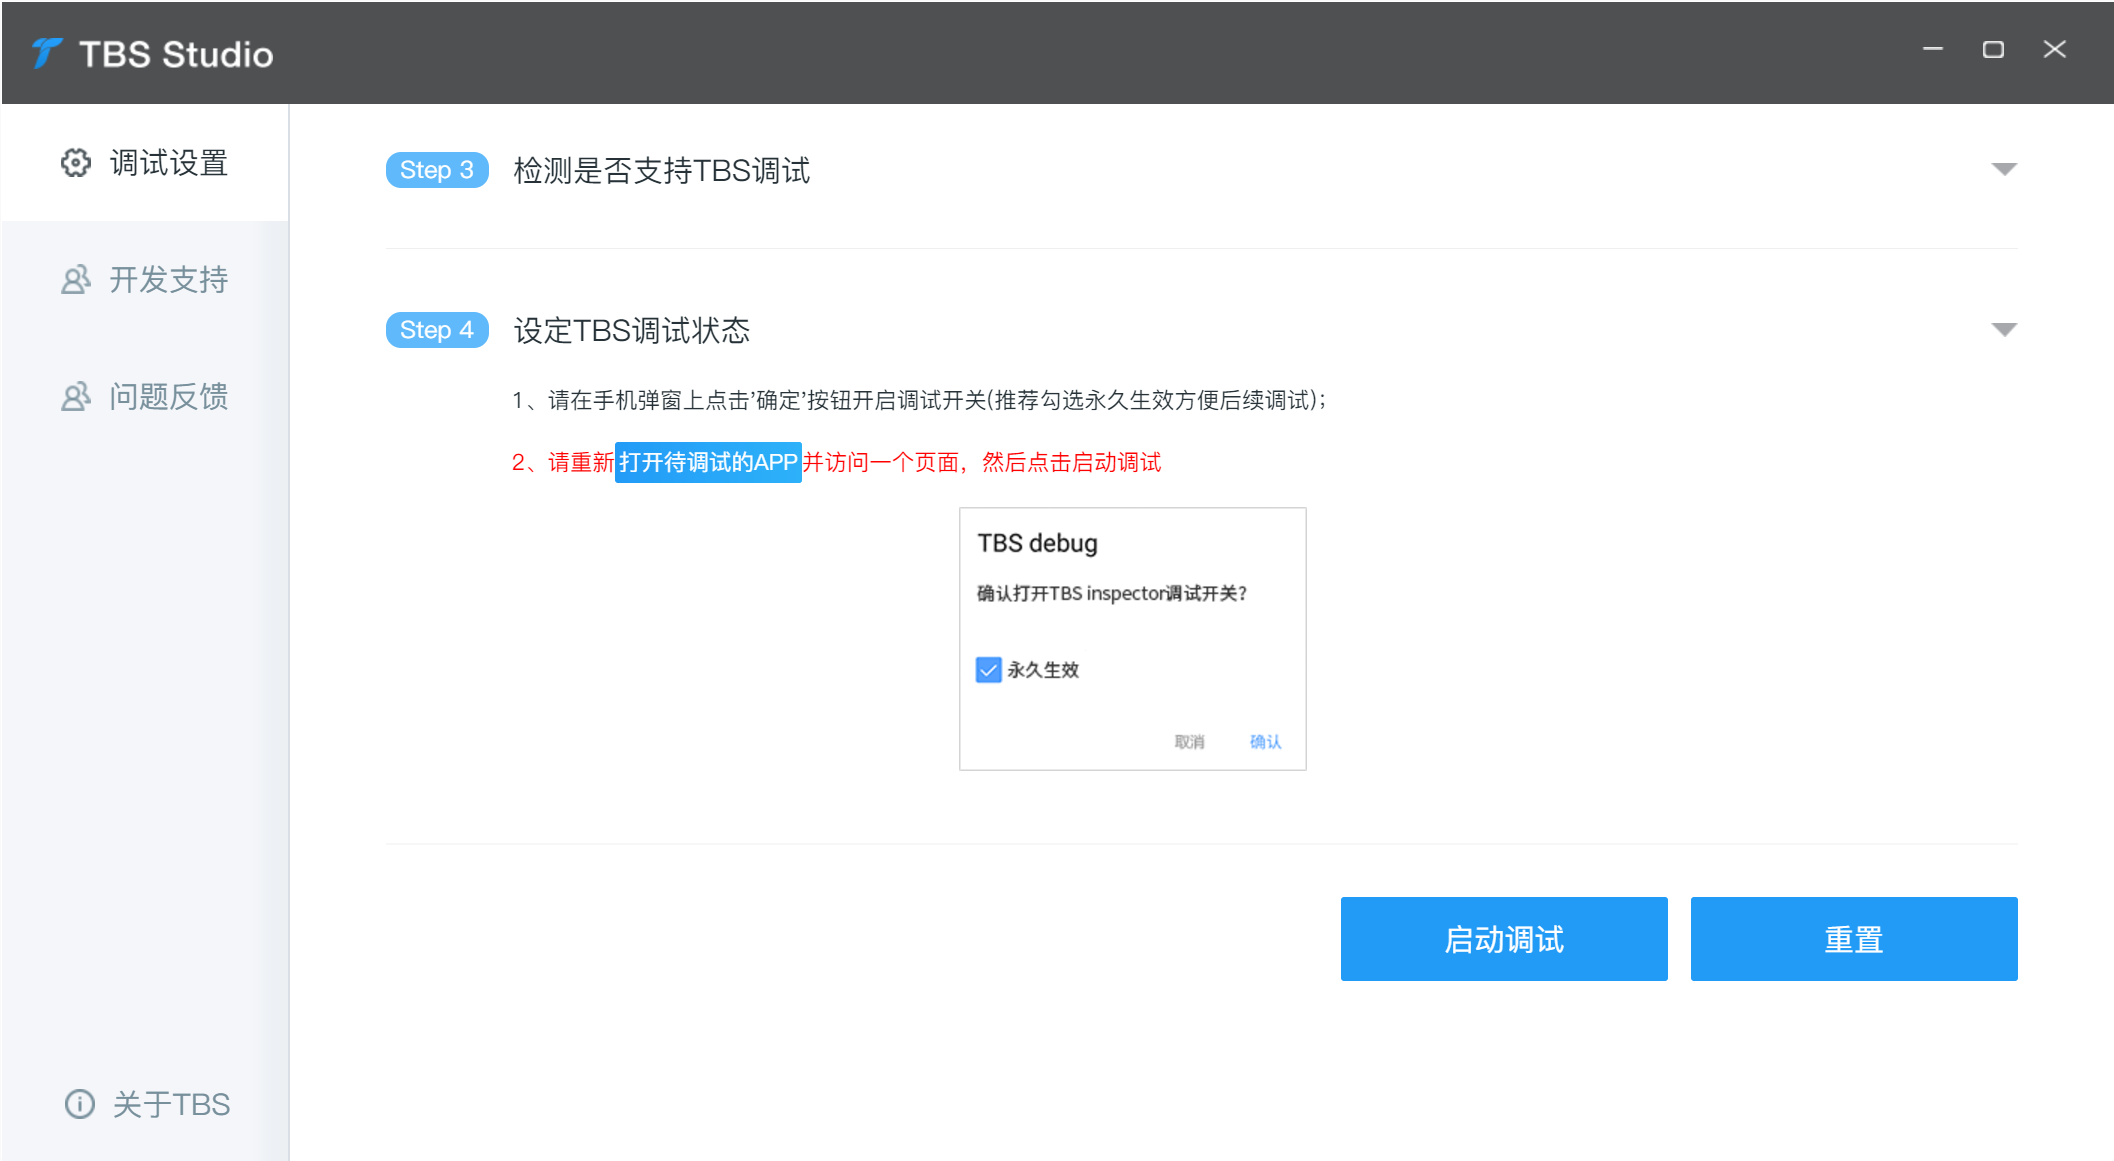 TBS Studio
调试设置
开发支持
问题反馈
关于TBS
Step 3 检测是否支持TBS调试
Step 4 设定TBS调试状态
1、请在手机弹窗上点击'确定'按钮开启调试开关(推荐勾选永久生效方便后续调试);
2、请重新打开待调试的APP并访问一个页面，然后点击启动调试
TBS debug
确认打开TBS inspector调试开关?
永久生效
取消 确认
启动调试 重置